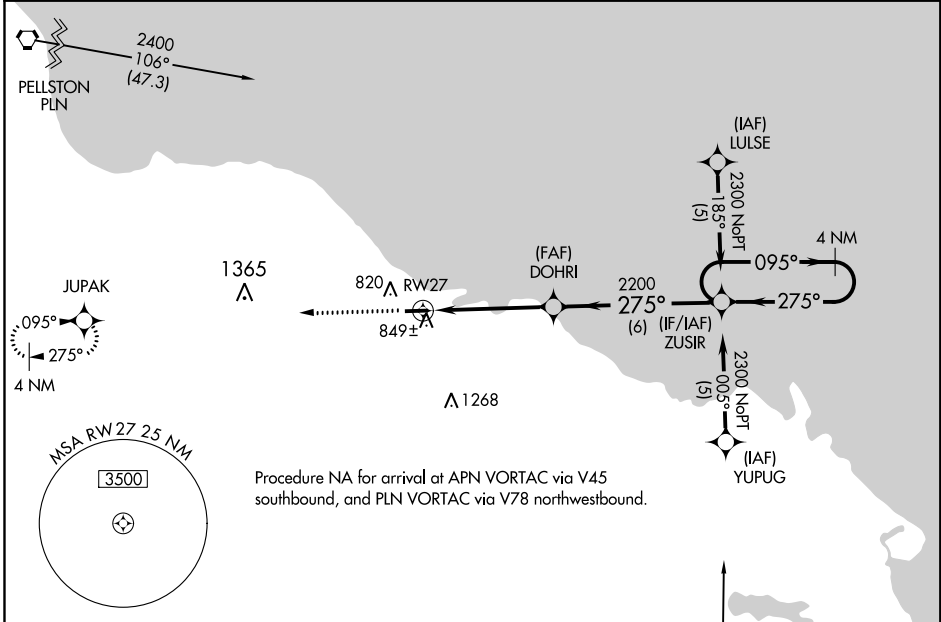 2400
106°
(47.3)
PELLSTON
PLN
(IAF)
LULSE
2300 NoPT
185°
(5)
4 NM
095°
275°
(FAF)
DOHRI
2200
275°
(6)
(IF/IAF)
ZUSIR
1365
820
RW27
849±
JUPAK
095°
275°
4 NM
1268
2300 NoPT
005°
(5)
(IAF)
YUPUG
MSA RW27 25 NM
3500
Procedure NA for arrival at APN VORTAC via V45
southbound, and PLN VORTAC via V78 northwestbound.